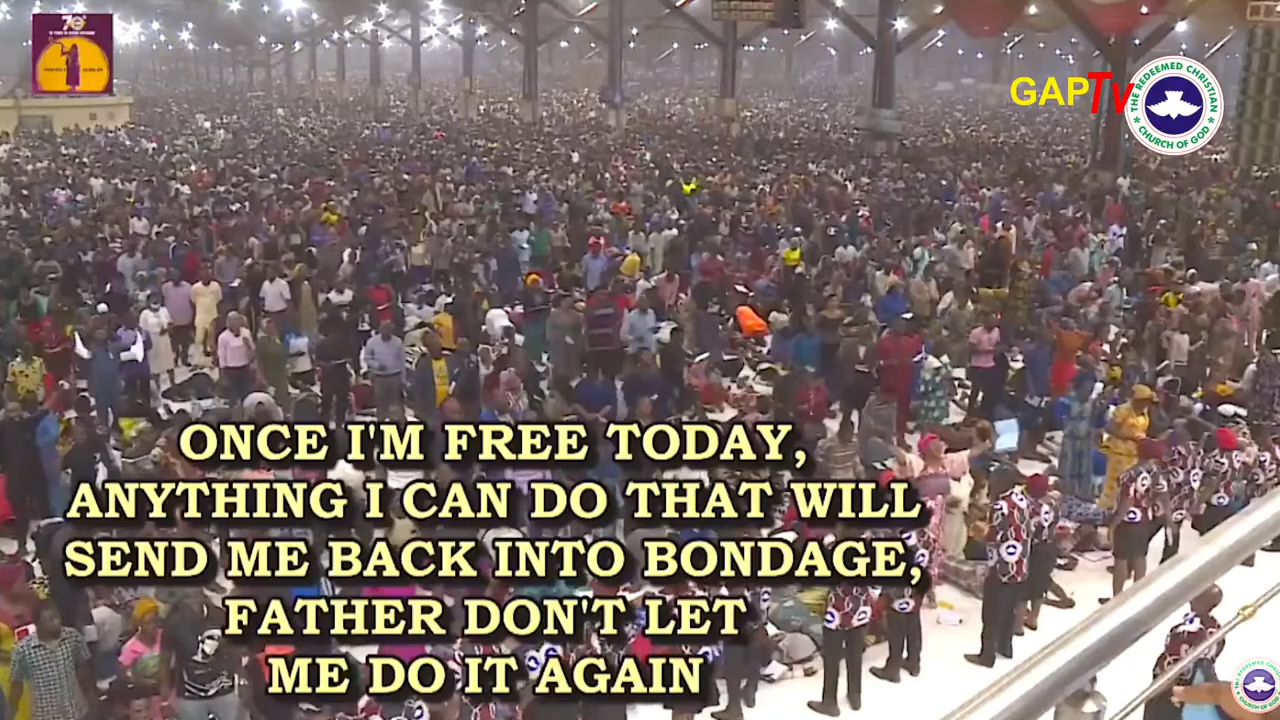 70
GAPTv
THE REDEEMED CHRISTIAN
CHURCH OF GOD
ONCE I'M FREE TODAY,
ANYTHING I CAN DO THAT WILL
SEND ME BACK INTO BONDAGE,
FATHER DON'T LET
ME DO IT AGAIN